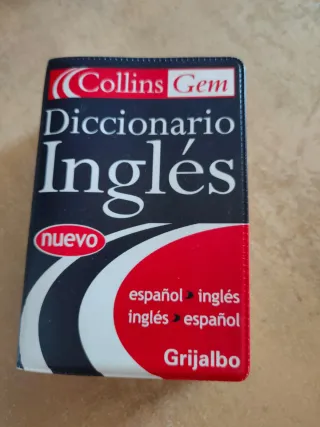 Collins Gem
Diccionario
Inglés
nuevo
español inglés
inglés español
Grijalbo